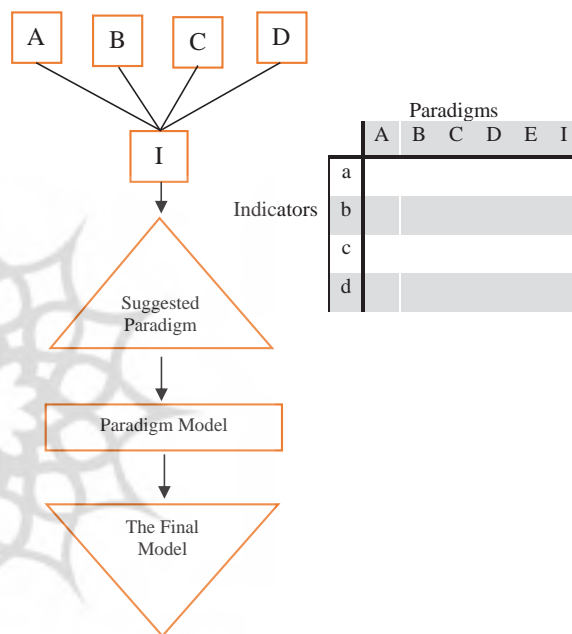 A B C D
I
Suggested
Paradigm
Paradigm Model
The Final
Model
Paradigms
A B C D E I
Indicators
a
b
c
d